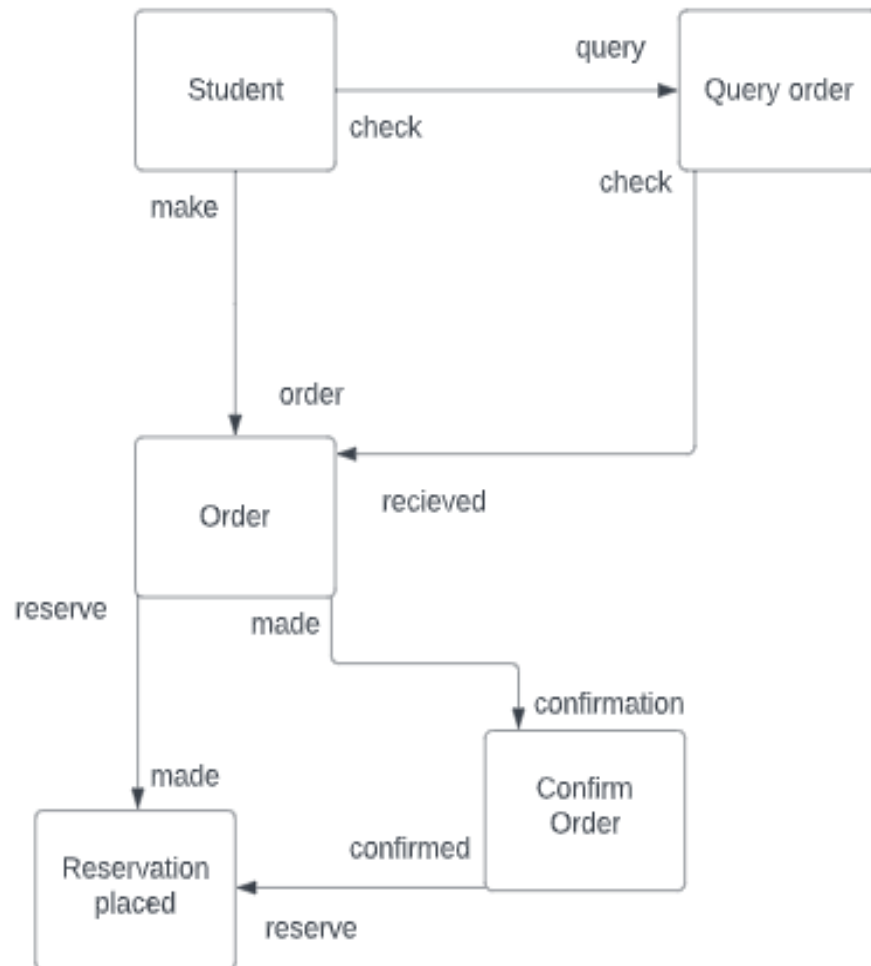 query
Student
Query order
check
check
make
order
Order
recieved
reserve
made
confirmation
made
Confirm
Order
confirmed
Reservation
placed
reserve